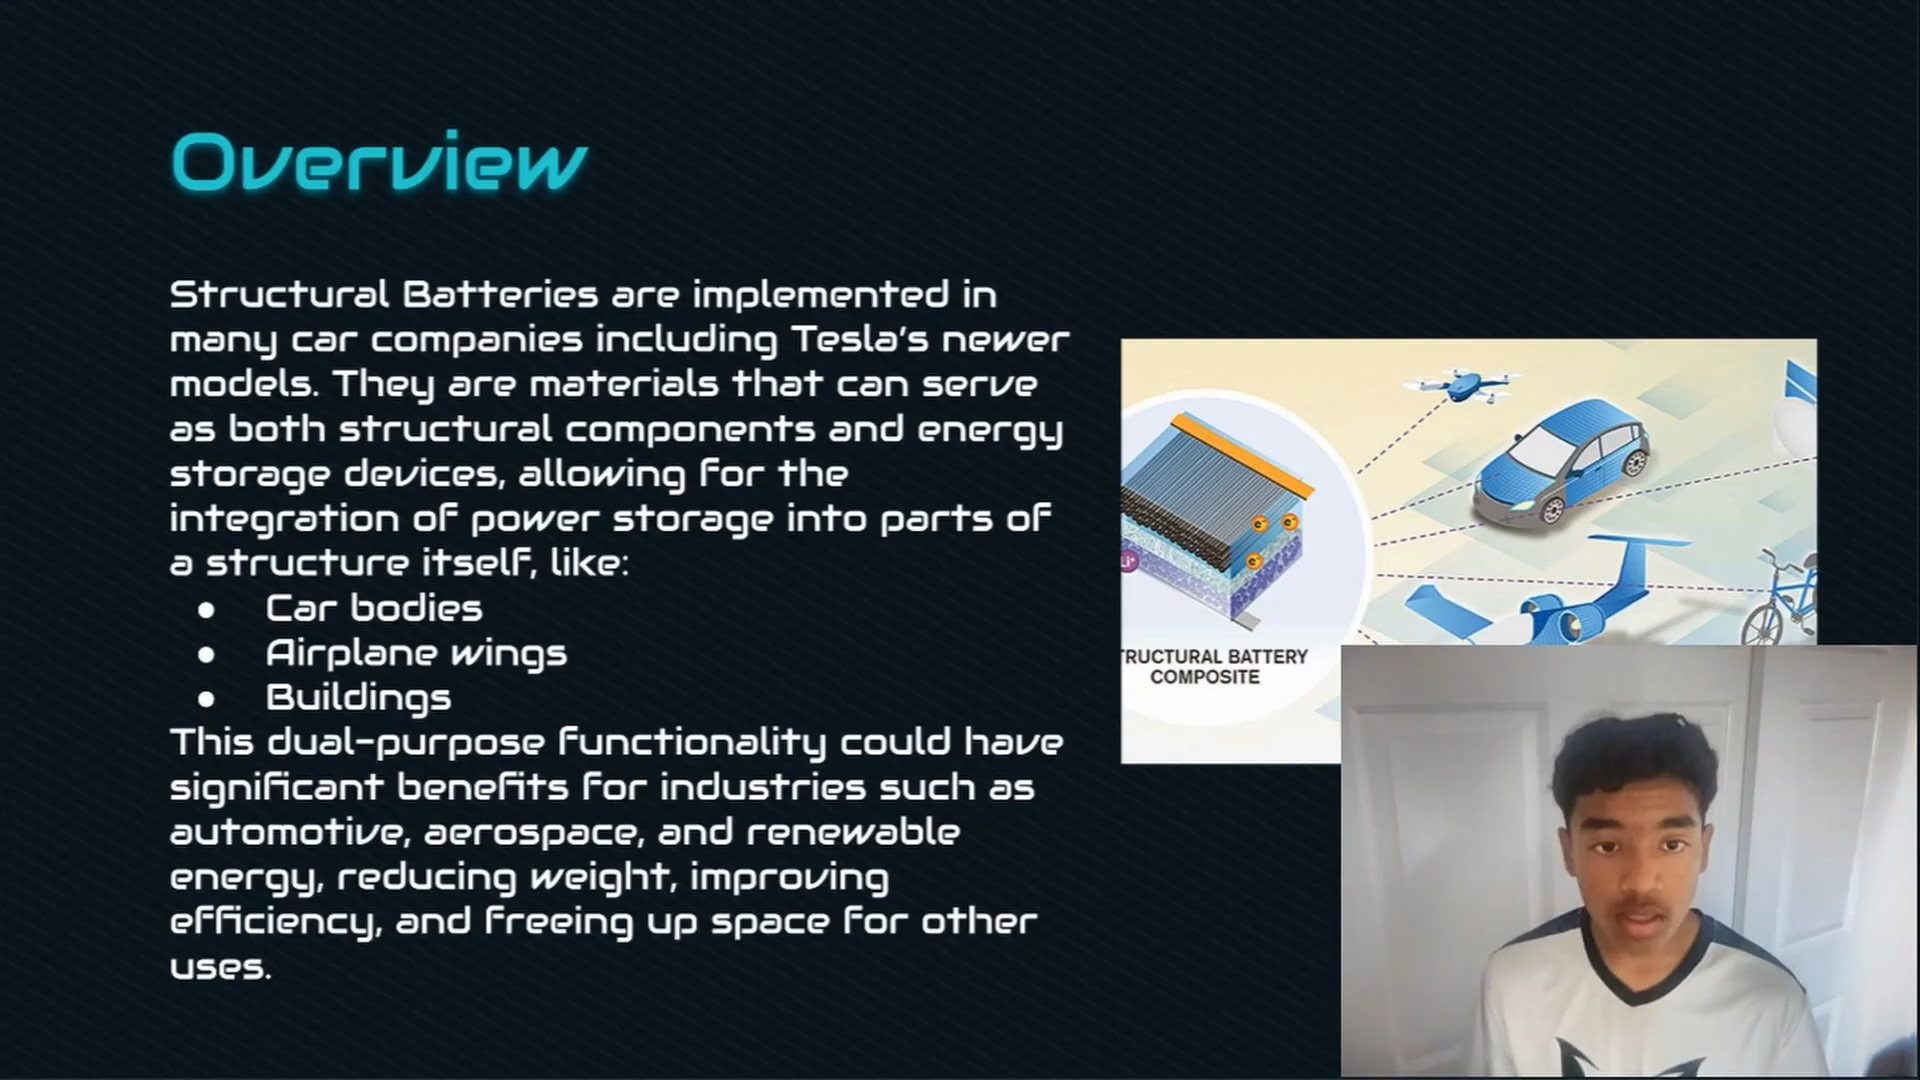 Overview
Structural Batteries are implemented in
many car companies including Tesla's newer
models. They are materials that can serve
as both structural components and energy
storage devices, allowing for the
integration of power storage into parts of
a structure itself, like:
● Car bodies
● Airplane wings
● Buildings
This dual-purpose functionality could have
significant benefits for industries such as
automotive, aerospace, and renewable
energy, reducing weight, improving
efficiency, and freeing up space for other
uses.
e-
e-
e-
Li+
TRUCTURAL BATTERY
COMPOSITE